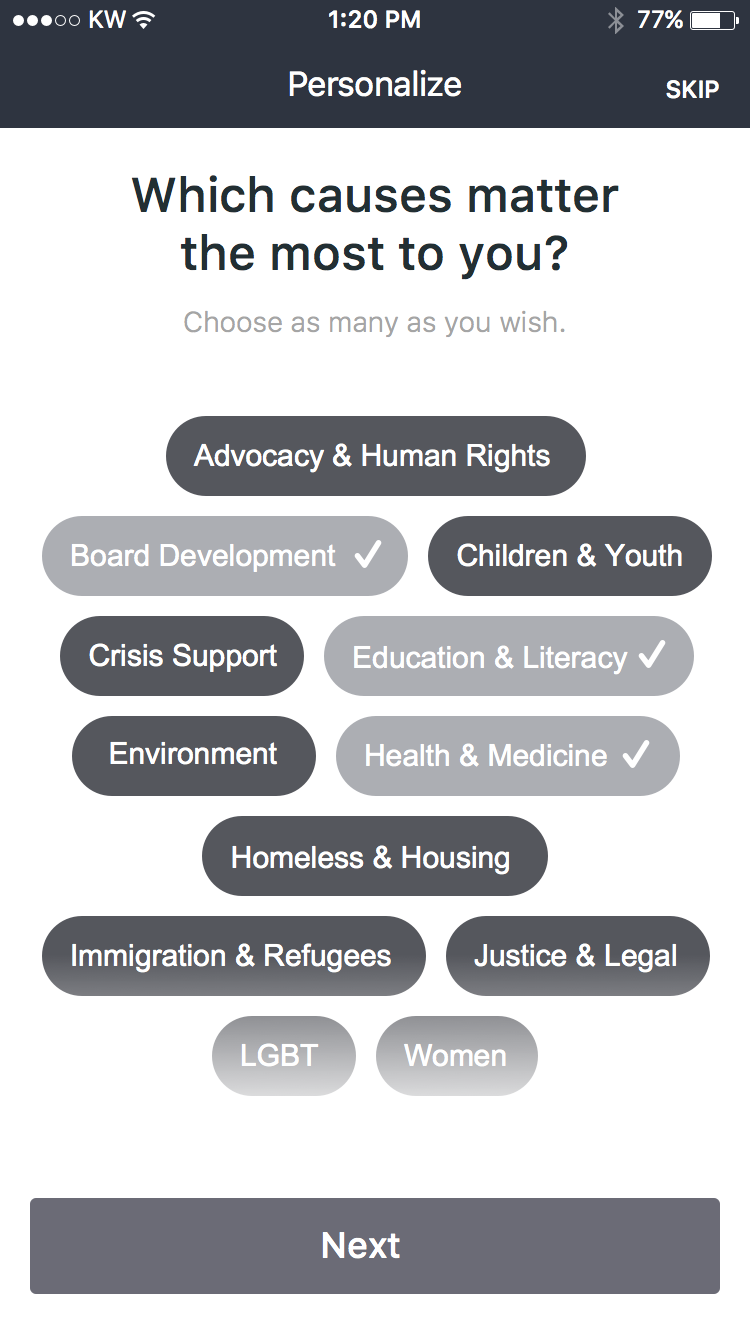 KW 1:20 PM 77%
Personalize SKIP
Which causes matter
the most to you?
Choose as many as you wish.
Advocacy & Human Rights
Board Development Children & Youth
Crisis Support Education & Literacy
Environment Health & Medicine
Homeless & Housing
Immigration & Refugees Justice & Legal
LGBT Women
Next